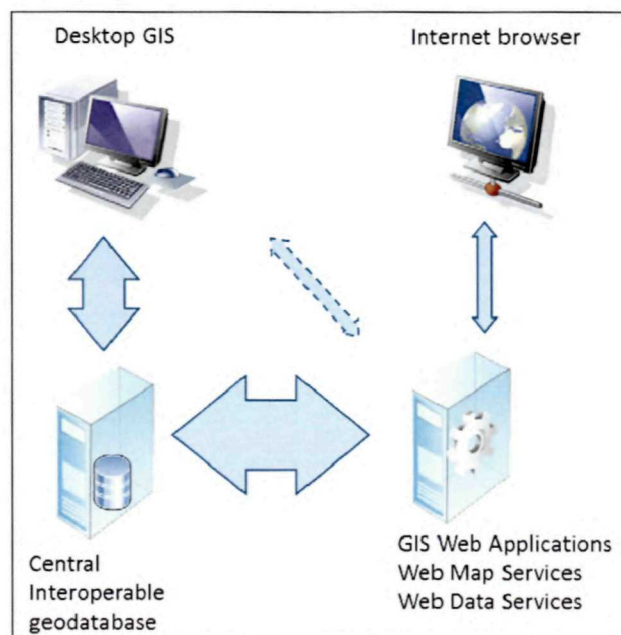 Desktop GIS
Internet browser
Central
Interoperable
geodatabase
GIS Web Applications
Web Map Services
Web Data Services